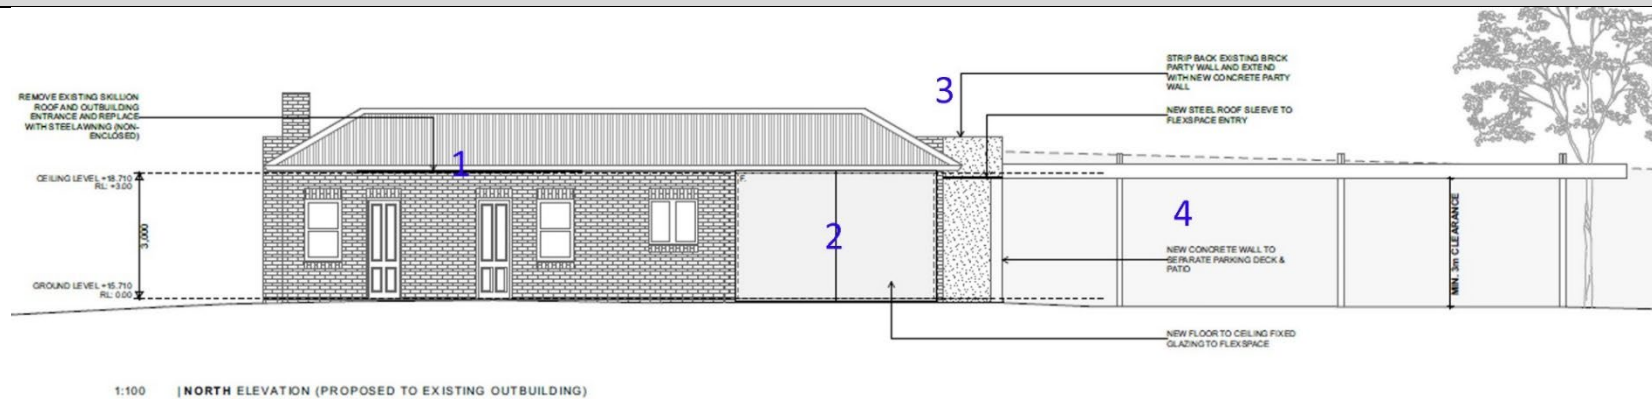 REMOVE EXISTING SKILLION
ROOF AND OUTBUILDING
ENTRANCE AND REPLACE
WITH STEEL AWNING (NON-
ENCLOSED)
1
3
STRIP BACK EXISTING BRICK
PARTY WALL AND EXTEND
WITH NEW CONCRETE PARTY
WALL
NEW STEEL ROOF SLEEVE TO
FLEXSPACE ENTRY
CEILING LEVEL +18.710
RL: +3.00
3,000
GROUND LEVEL +15.710
RL: 0.00
F.
2
4
NEW CONCRETE WALL TO
SEPARATE PARKING DECK &
PATIO
MIN. 3m CLEARANCE
NEW FLOOR TO CEILING FIXED
GLAZING TO FLEXSPACE
1:100 | NORTH ELEVATION (PROPOSED TO EXISTING OUTBUILDING)